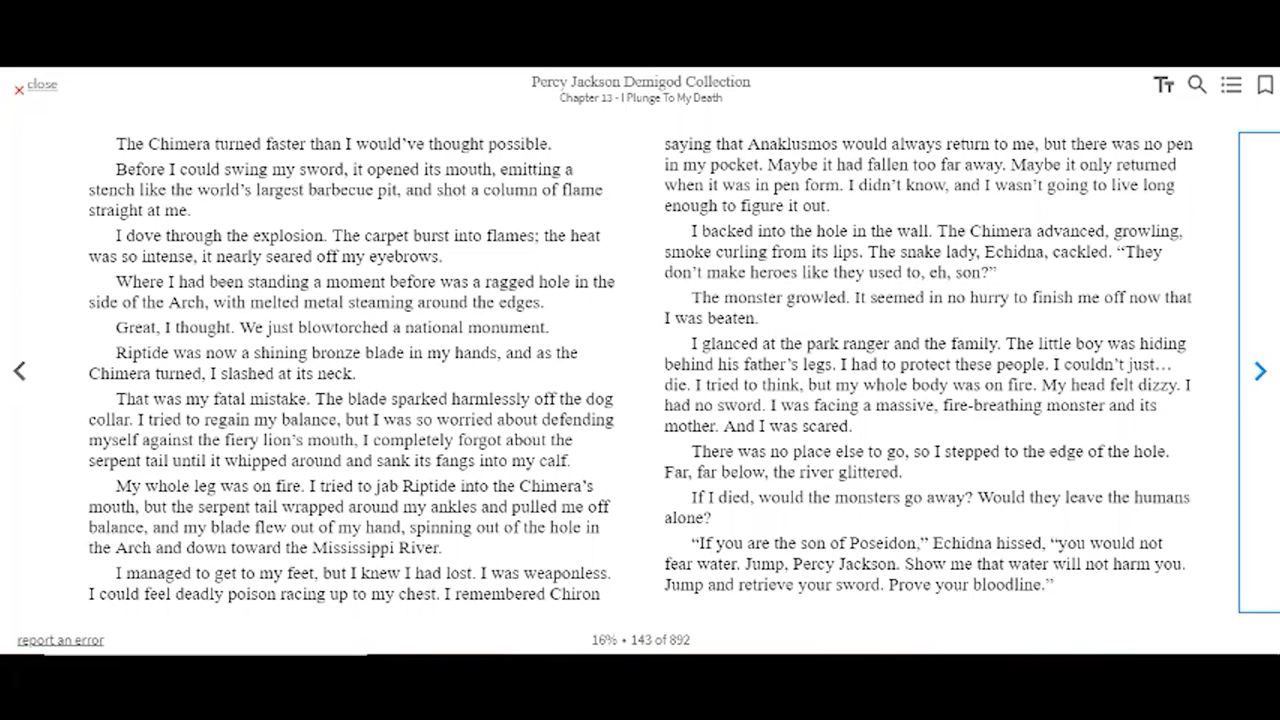 close
Percy Jackson Demigod Collection
Chapter 13 - I Plunge To My Death
TT
The Chimera turned faster than I would’ve thought possible.
Before I could swing my sword, it opened its mouth, emitting a
stench like the world’s largest barbecue pit, and shot a column of flame
straight at me.
I dove through the explosion. The carpet burst into flames; the heat
was so intense, it nearly seared off my eyebrows.
Where I had been standing a moment before was a ragged hole in the
side of the Arch, with melted metal steaming around the edges.
Great, I thought. We just blowtorched a national monument.
Riptide was now a shining bronze blade in my hands, and as the
Chimera turned, I slashed at its neck.
That was my fatal mistake. The blade sparked harmlessly off the dog
collar. I tried to regain my balance, but I was so worried about defending
myself against the fiery lion’s mouth, I completely forgot about the
serpent tail until it whipped around and sank its fangs into my calf.
My whole leg was on fire. I tried to jab Riptide into the Chimera’s
mouth, but the serpent tail wrapped around my ankles and pulled me off
balance, and my blade flew out of my hand, spinning out of the hole in
the Arch and down toward the Mississippi River.
I managed to get to my feet, but I knew I had lost. I was weaponless.
I could feel deadly poison racing up to my chest. I remembered Chiron
saying that Anaklusmos would always return to me, but there was no pen
in my pocket. Maybe it had fallen too far away. Maybe it only returned
when it was in pen form. I didn’t know, and I wasn’t going to live long
enough to figure it out.
I backed into the hole in the wall. The Chimera advanced, growling,
smoke curling from its lips. The snake lady, Echidna, cackled. “They
don’t make heroes like they used to, eh, son?”
The monster growled. It seemed in no hurry to finish me off now that
I was beaten.
I glanced at the park ranger and the family. The little boy was hiding
behind his father’s legs. I had to protect these people. I couldn’t just…
die. I tried to think, but my whole body was on fire. My head felt dizzy. I
had no sword. I was facing a massive, fire-breathing monster and its
mother. And I was scared.
There was no place else to go, so I stepped to the edge of the hole.
Far, far below, the river glittered.
If I died, would the monsters go away? Would they leave the humans
alone?
“If you are the son of Poseidon,” Echidna hissed, “you would not
fear water. Jump, Percy Jackson. Show me that water will not harm you.
Jump and retrieve your sword. Prove your bloodline.”
report an error
16% • 143 of 892